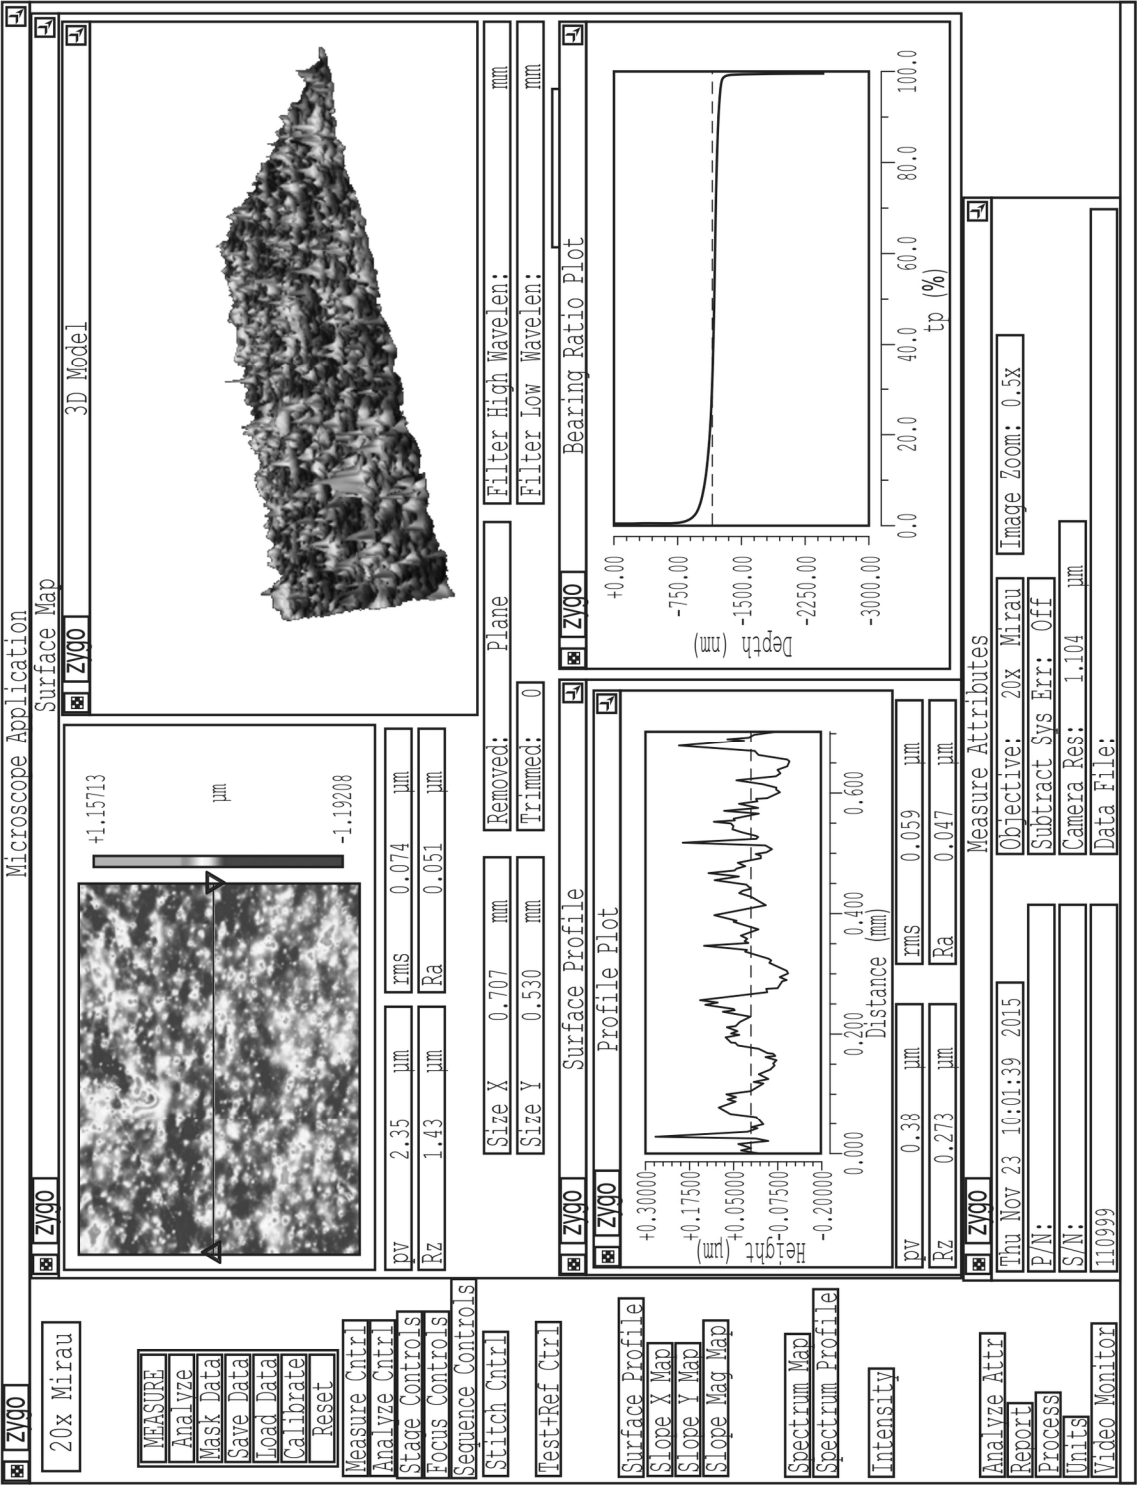 zygo Microscope Application
20x Mirau
MEASURE
Analyze
Mask Data
Save Data
Load Data
Calibrate
Reset
Measure Cntrl
Analyze Cntrl
Stage Controls
Focus Controls
Sequence Controls
Stitch Cntrl
Test+Ref Ctrl
Surface Profile
Slope X Map
Slope Y Map
Slope Mag Map
Spectrum Map
Spectrum Profile
Intensity
Analyze Attr
Report
Process
Units
Video Monitor
zygo Surface Map
+1.15713
µm
-1.19208
pv 2.35 µm
rms 0.074 µm
Rz 1.43 µm
Ra 0.051 µm
zygo 3D Model
Size X 0.707 mm
Size Y 0.530 mm
Removed: Plane
Trimmed: 0
Filter High Wavelen: mm
Filter Low Wavelen: mm
zygo Surface Profile
zygo Profile Plot
+0.30000
+0.17500
+0.05000
-0.07500
-0.20000
Height (µm)
0.000 0.200 0.400 0.600
Distance (mm)
pv 0.38 µm
rms 0.059 µm
Rz 0.273 µm
Ra 0.047 µm
zygo Bearing Ratio Plot
+0.00
-750.00
-1500.00
-2250.00
-3000.00
Depth (nm)
0.0 20.0 40.0 60.0 80.0 100.0
tp (%)
zygo Measure Attributes
Thu Nov 23 10:01:39 2015
P/N:
S/N:
110999
Objective: 20x Mirau
Image Zoom: 0.5x
Subtract Sys Err: Off
Camera Res: 1.104 µm
Data File: